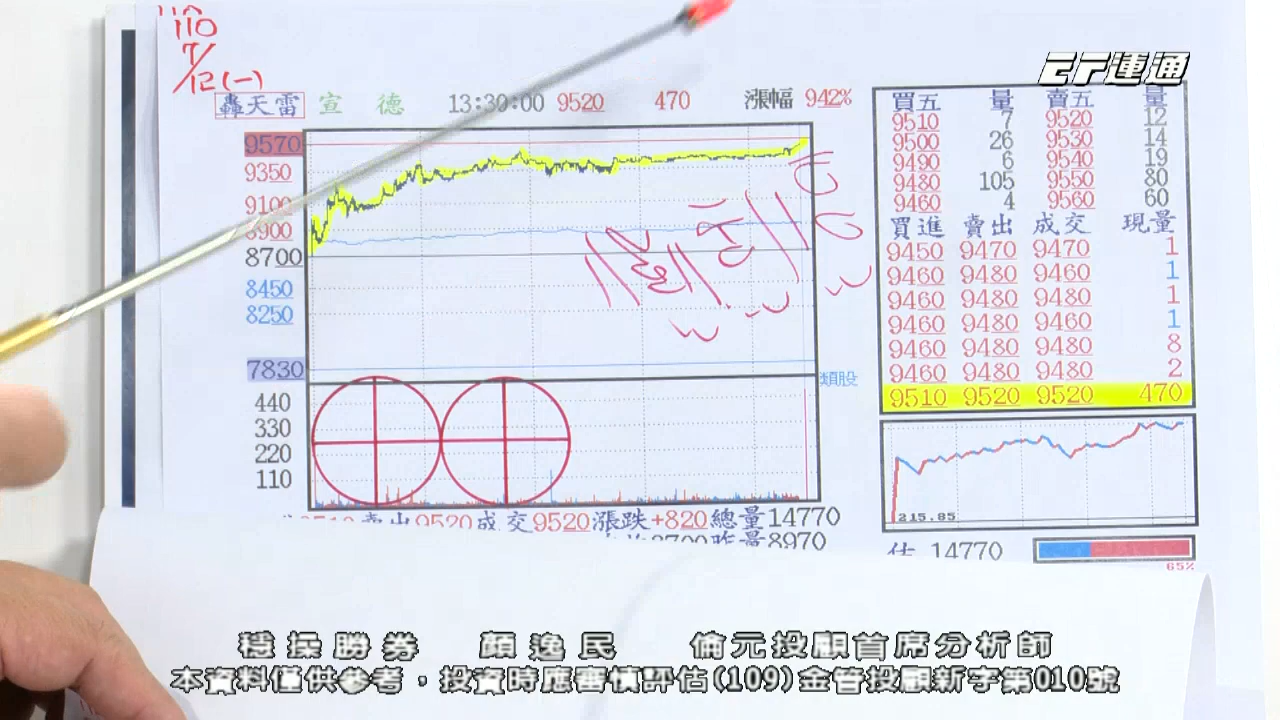 110
7/12(一)
EF運通
轟天雷 宣 德 13:30:00 9520 470 漲幅 942%
9570
9350
9100
8900
8700
8450
8250
7830
類股
440
330
220
110
賣出9520成交9520漲跌+820總量14770
昨量8970
買五 量 賣五 量
9510 7 9520 12
9500 26 9530 14
9490 6 9540 19
9480 105 9550 80
9460 4 9560 60
買進 賣出 成交 現量
9450 9470 9470 1
9460 9480 9460 1
9460 9480 9480 1
9460 9480 9460 1
9460 9480 9480 8
9460 9480 9480 2
9510 9520 9520 470
215.85
估 14770
65%
穩操勝券 顏逸民 倫元投顧首席分析師
本資料僅供參考，投資時應審慎評估(109)金管投顧新字第010號